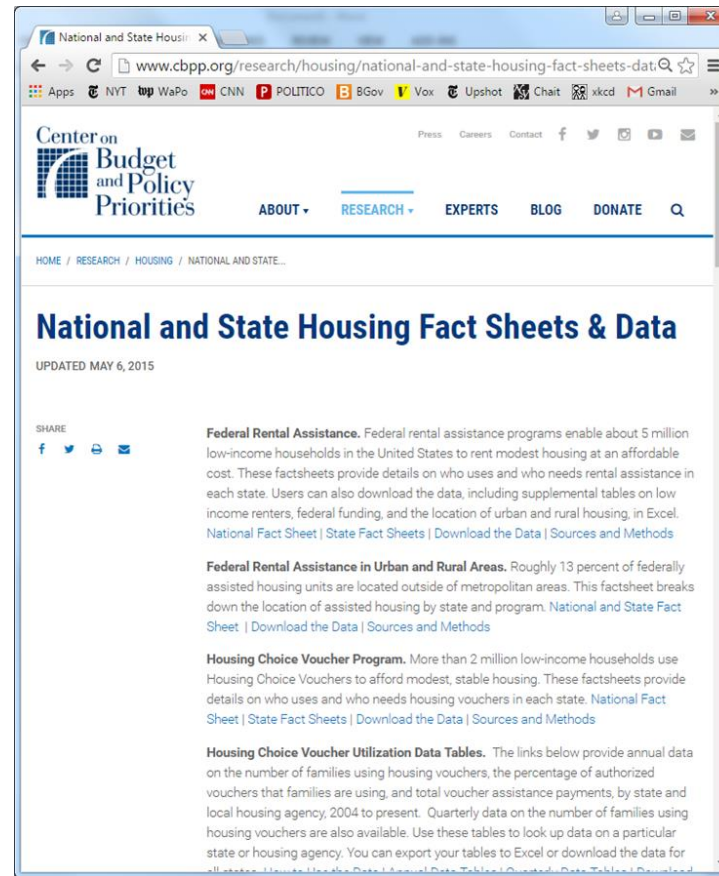 National and State Housin
www.cbpp.org/research/housing/national-and-state-housing-fact-sheets-data
Apps NYT WaPo CNN POLITICO BGov Vox Upshot Chait xkcd Gmail »
Center on
Budget
and Policy
Priorities
Press Careers Contact
ABOUT RESEARCH EXPERTS BLOG DONATE
HOME / RESEARCH / HOUSING / NATIONAL AND STATE...
National and State Housing Fact Sheets & Data
UPDATED MAY 6, 2015
SHARE
Federal Rental Assistance. Federal rental assistance programs enable about 5 million
low-income households in the United States to rent modest housing at an affordable
cost. These factsheets provide details on who uses and who needs rental assistance in
each state. Users can also download the data, including supplemental tables on low
income renters, federal funding, and the location of urban and rural housing, in Excel.
National Fact Sheet | State Fact Sheets | Download the Data | Sources and Methods
Federal Rental Assistance in Urban and Rural Areas. Roughly 13 percent of federally
assisted housing units are located outside of metropolitan areas. This factsheet breaks
down the location of assisted housing by state and program. National and State Fact
Sheet | Download the Data | Sources and Methods
Housing Choice Voucher Program. More than 2 million low-income households use
Housing Choice Vouchers to afford modest, stable housing. These factsheets provide
details on who uses and who needs housing vouchers in each state. National Fact
Sheet | State Fact Sheets | Download the Data | Sources and Methods
Housing Choice Voucher Utilization Data Tables. The links below provide annual data
on the number of families using housing vouchers, the percentage of authorized
vouchers that families are using, and total voucher assistance payments, by state and
local housing agency, 2004 to present. Quarterly data on the number of families using
housing vouchers are also available. Use these tables to look up data on a particular
state or housing agency. You can export your tables to Excel or download the data for
all states. How to Use the Data | Annual Data Tables | Quarterly Data Tables | Download